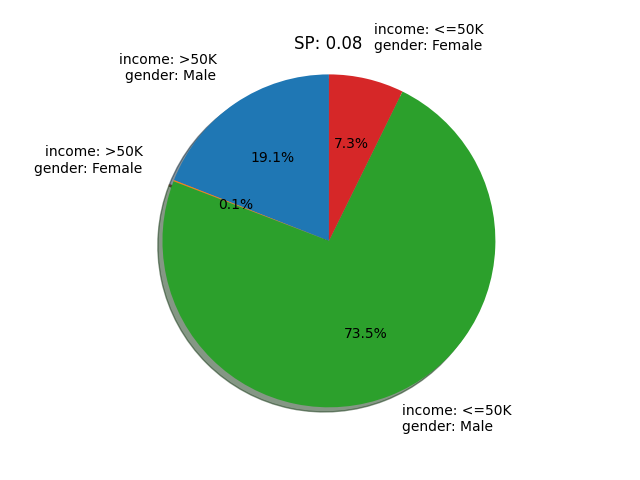 SP: 0.08
income: <=50K
gender: Female
income: >50K
gender: Male
income: >50K
gender: Female
7.3%
19.1%
0.1%
73.5%
income: <=50K
gender: Male